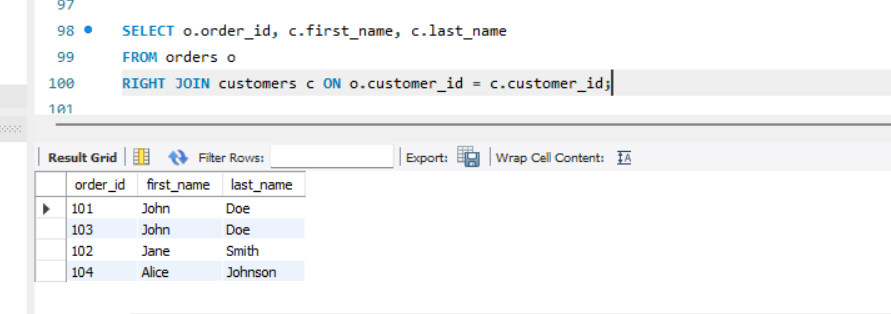 97
98 SELECT o.order_id, c.first_name, c.last_name
99 FROM orders o
100 RIGHT JOIN customers c ON o.customer_id = c.customer_id;
101
Result Grid Filter Rows: Export: Wrap Cell Content: IA
order_id first_name last_name
101 John Doe
103 John Doe
102 Jane Smith
104 Alice Johnson